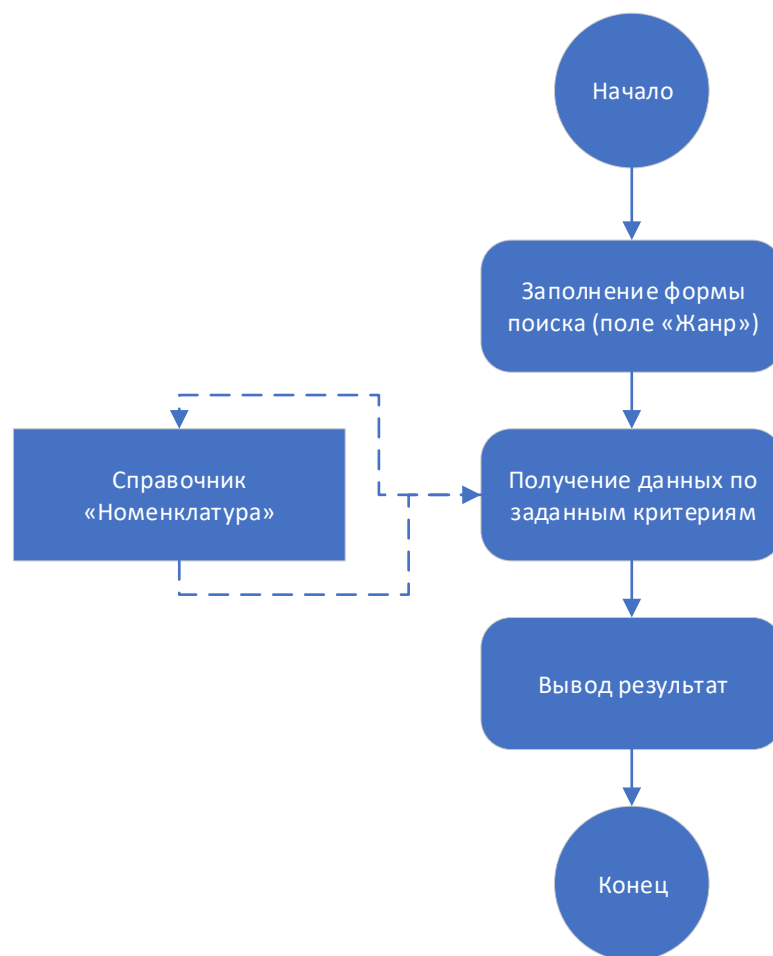 Начало
Заполнение формы
поиска (поле «Жанр»)
Справочник
«Номенклатура»
Получение данных по
заданным критериям
Вывод результат
Конец